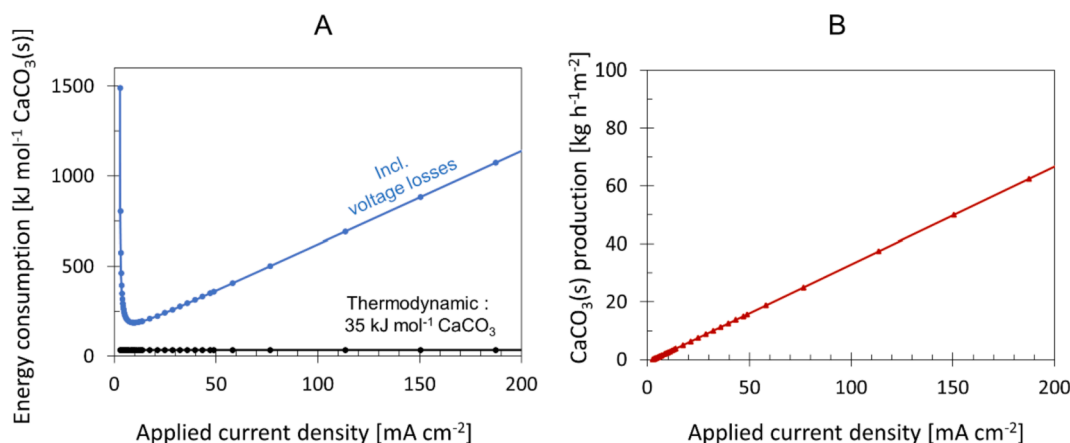 A
Energy consumption [kJ mol⁻¹ CaCO₃(s)]
1500
1000
500
250
0
Incl.
voltage losses
Thermodynamic :
35 kJ mol⁻¹ CaCO₃
0 50 100 150 200
Applied current density [mA cm⁻²]
B
CaCO₃(s) production [kg h⁻¹m⁻²]
100
80
60
40
20
0
0 50 100 150 200
Applied current density [mA cm⁻²]